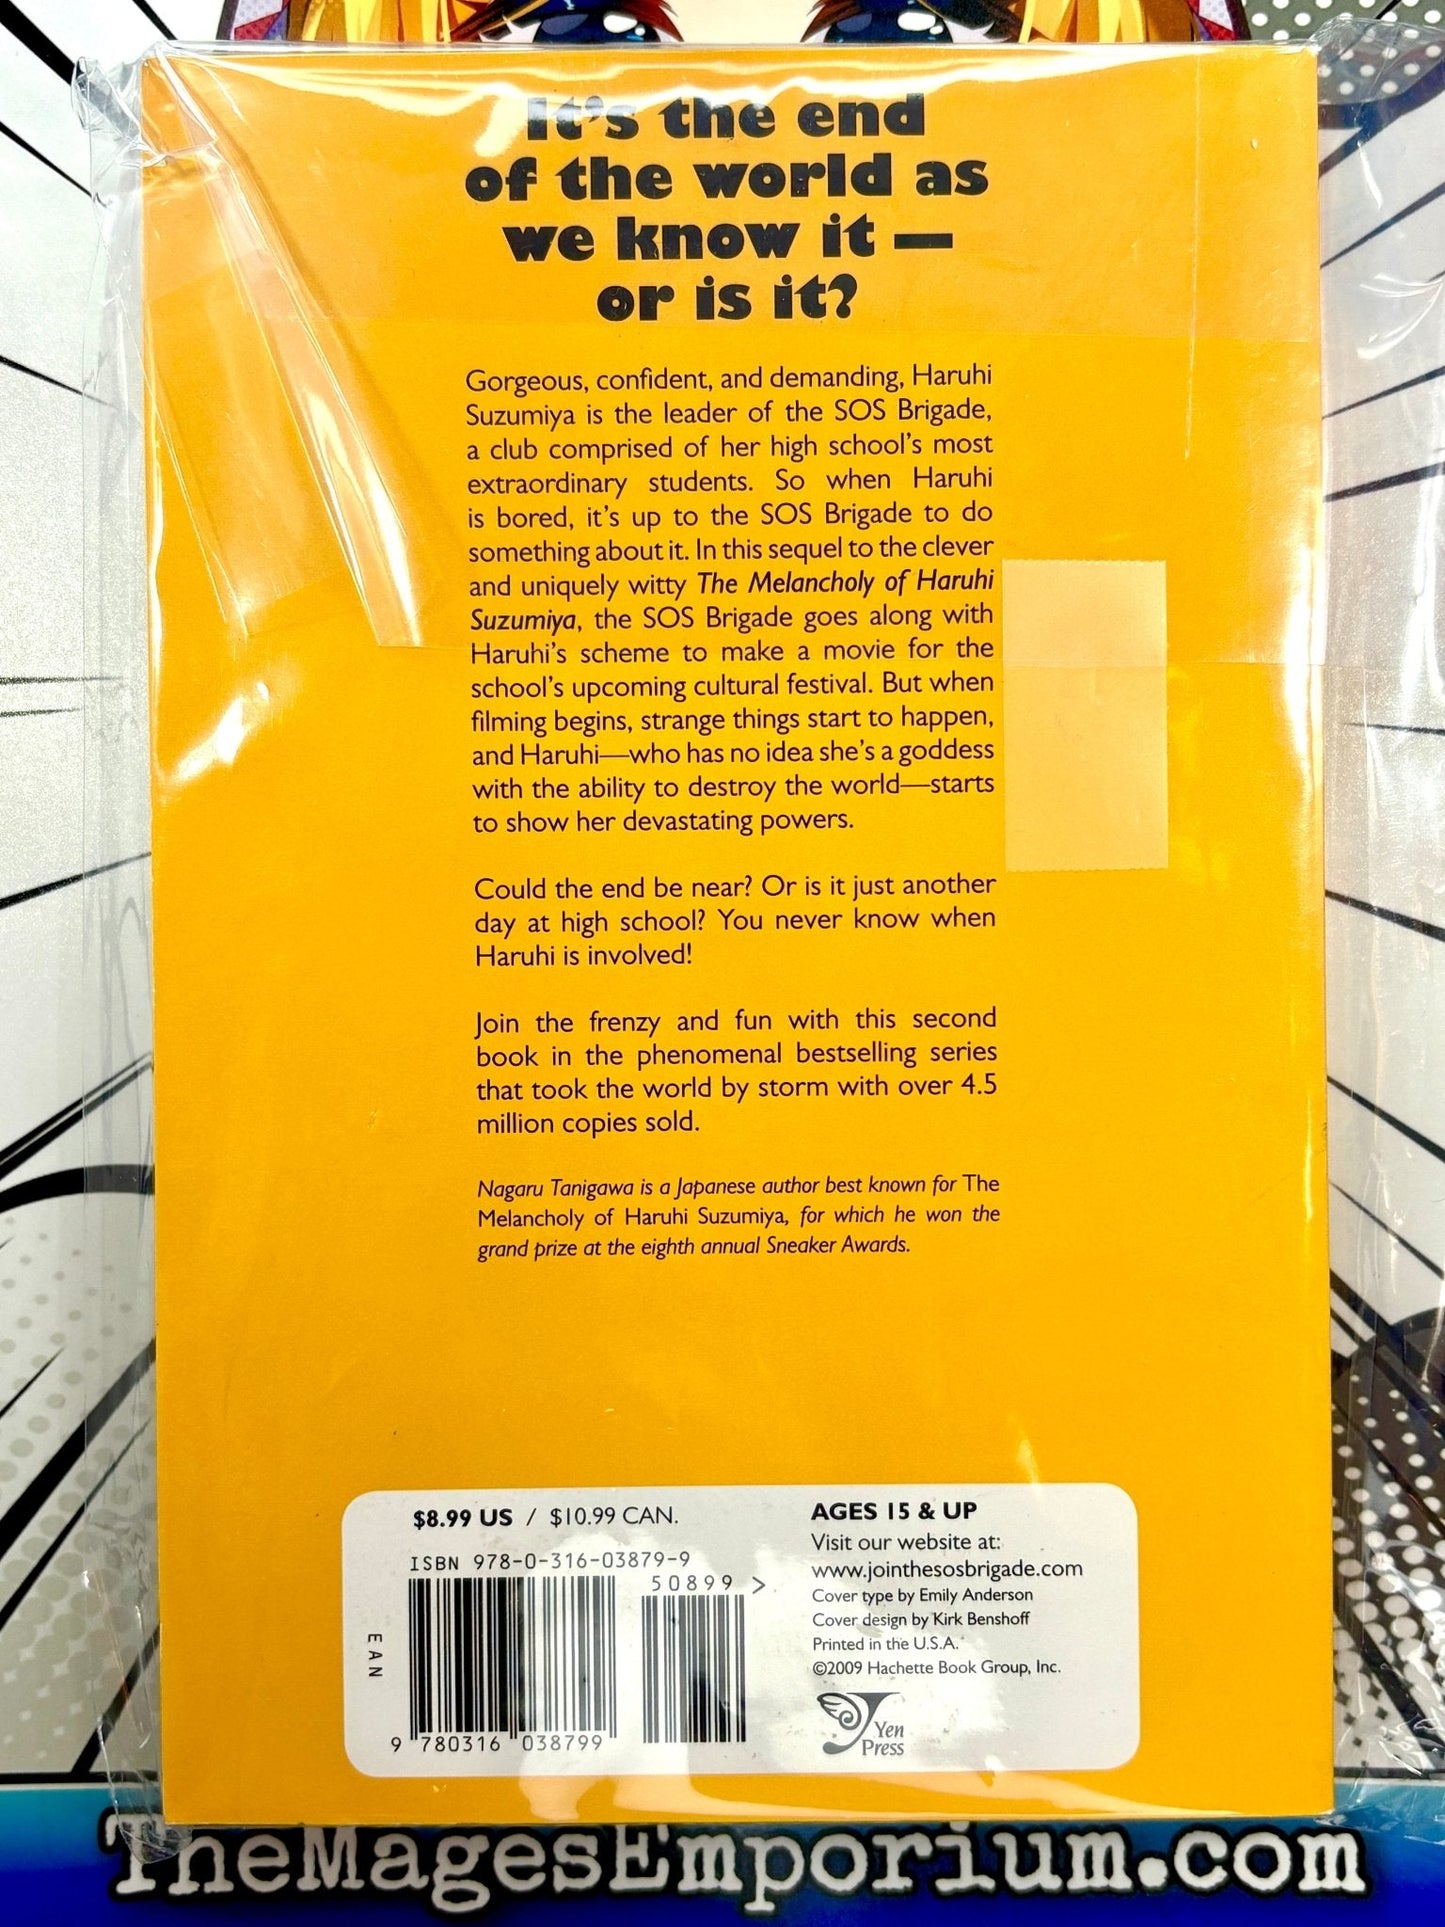 It's the end
of the world as
we know it —
or is it?
Gorgeous, confident, and demanding, Haruhi
Suzumiya is the leader of the SOS Brigade,
a club comprised of her high school's most
extraordinary students. So when Haruhi
is bored, it's up to the SOS Brigade to do
something about it. In this sequel to the clever
and uniquely witty The Melancholy of Haruhi
Suzumiya, the SOS Brigade goes along with
Haruhi's scheme to make a movie for the
school's upcoming cultural festival. But when
filming begins, strange things start to happen,
and Haruhi—who has no idea she's a goddess
with the ability to destroy the world—starts
to show her devastating powers.
Could the end be near? Or is it just another
day at high school? You never know when
Haruhi is involved!
Join the frenzy and fun with this second
book in the phenomenal bestselling series
that took the world by storm with over 4.5
million copies sold.
Nagaru Tanigawa is a Japanese author best known for The
Melancholy of Haruhi Suzumiya, for which he won the
grand prize at the eighth annual Sneaker Awards.
$8.99 US / $10.99 CAN.
ISBN 978-0-316-03879-9
50899 >
EAN
9 780316 038799
AGES 15 & UP
Visit our website at:
www.jointhesosbrigade.com
Cover type by Emily Anderson
Cover design by Kirk Benshoff
Printed in the U.S.A.
©2009 Hachette Book Group, Inc.
Yen
Press
TheMagesEmporium.com